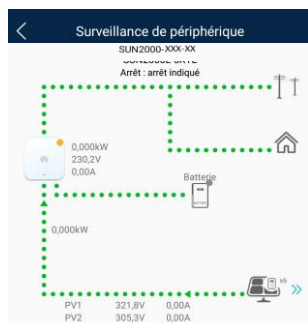 Surveillance de périphérique
SUN2000-XXX-XX
Arrêt : arrêt indiqué
0,000kW
230,2V
0,00A
Batterie
0,000kW
x6
PV1 321,8V 0,00A
PV2 305,3V 0,00A